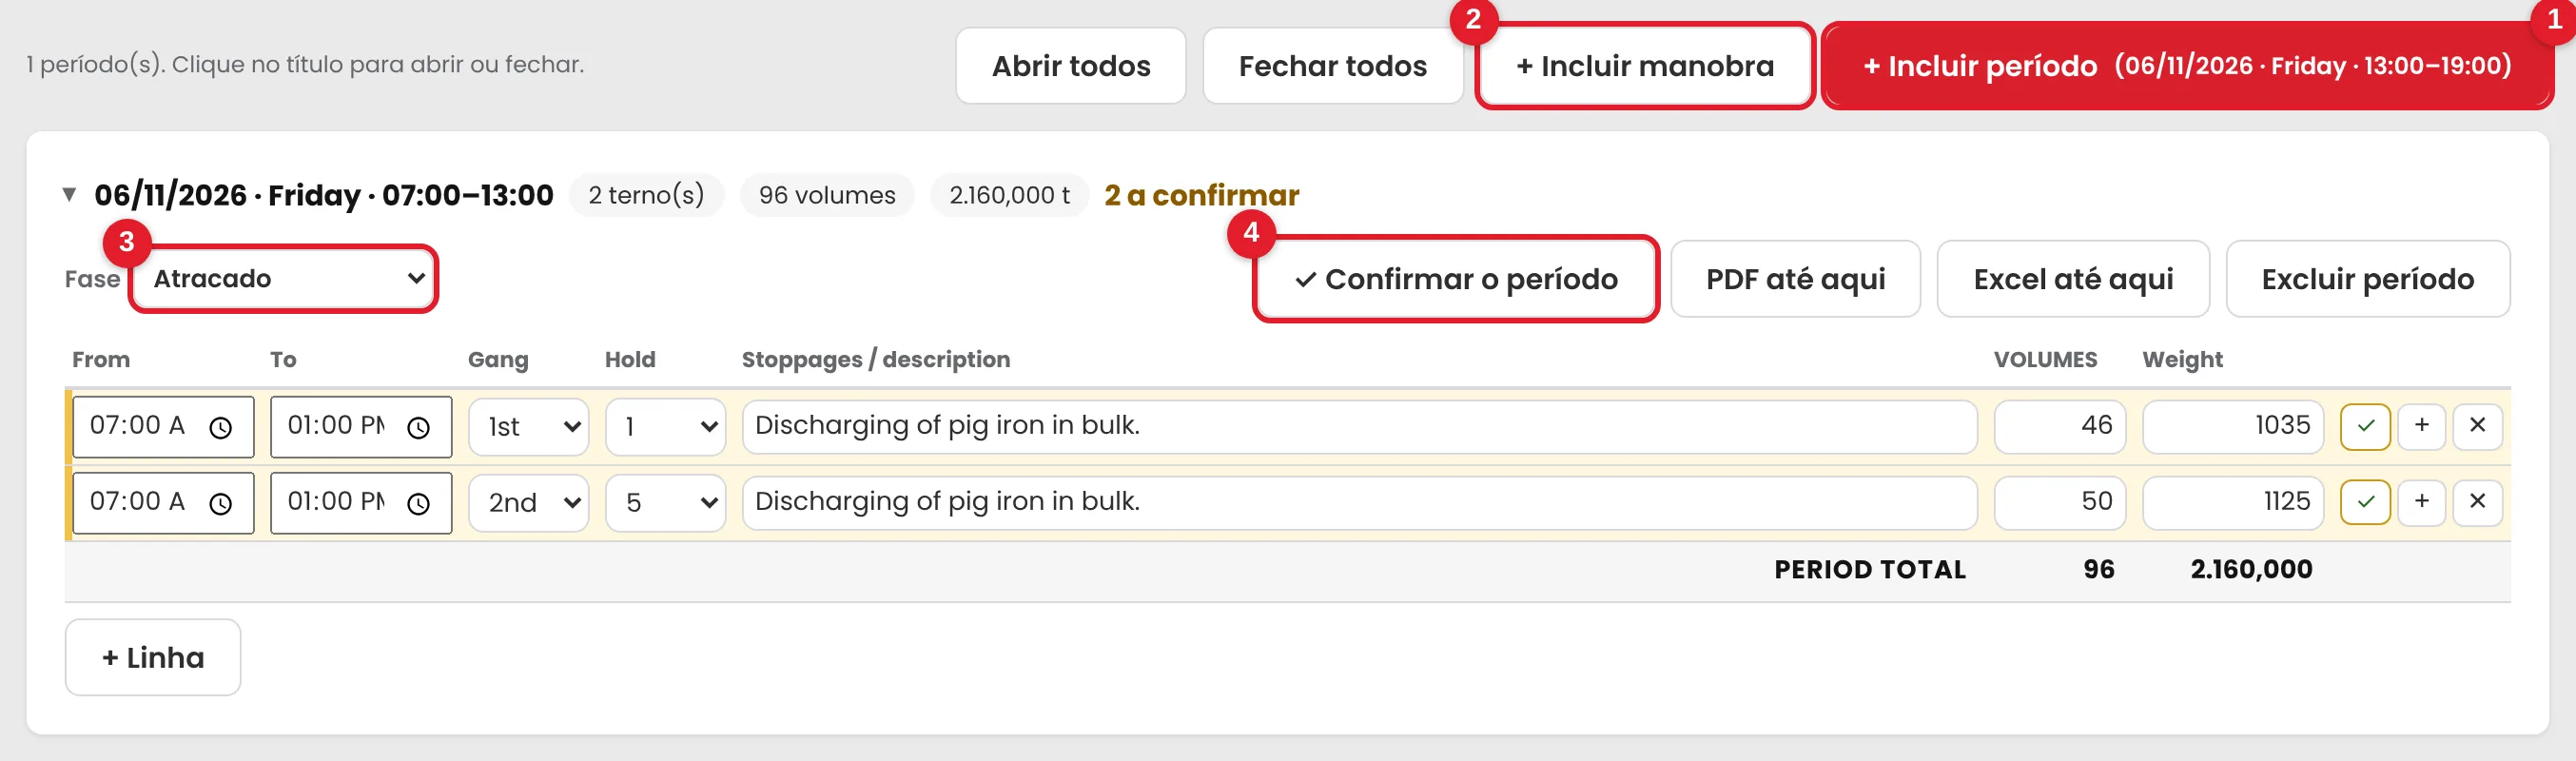 1 período(s). Clique no título para abrir ou fechar.
Abrir todos
Fechar todos
2
+ Incluir manobra
1
+ Incluir período (06/11/2026 · Friday · 13:00–19:00)
▼ 06/11/2026 · Friday · 07:00–13:00
2 terno(s)
96 volumes
2.160,000 t
2 a confirmar
3
Fase
Atracado
4
✓ Confirmar o período
PDF até aqui
Excel até aqui
Excluir período
From To Gang Hold Stoppages / description VOLUMES Weight
07:00 A 01:00 PM 1st 1 Discharging of pig iron in bulk. 46 1035 ✓ + ✕
07:00 A 01:00 PM 2nd 5 Discharging of pig iron in bulk. 50 1125 ✓ + ✕
PERIOD TOTAL 96 2.160,000
+ Linha